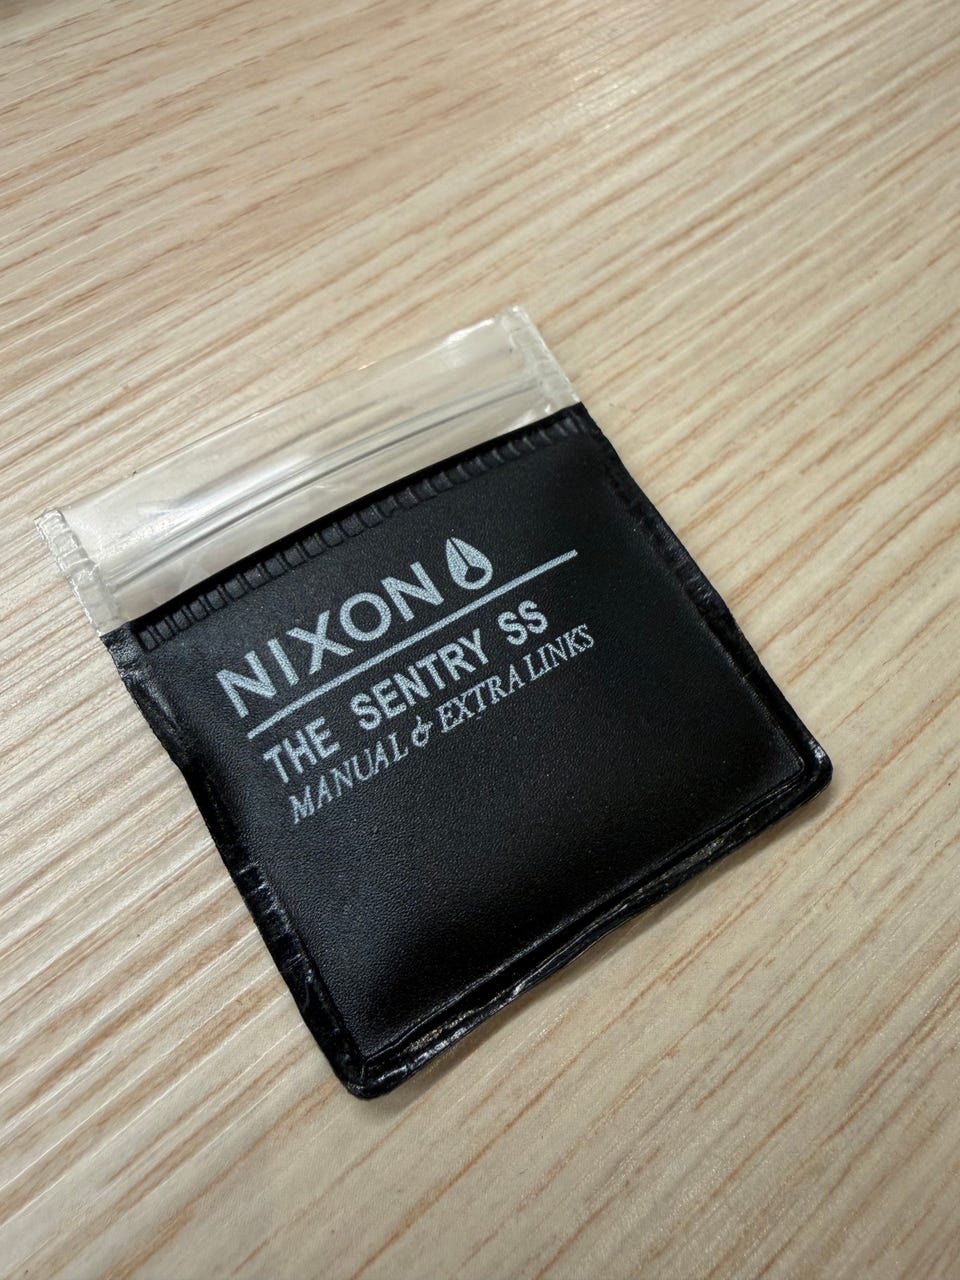 NIXON
THE SENTRY SS
MANUAL & EXTRA LINKS